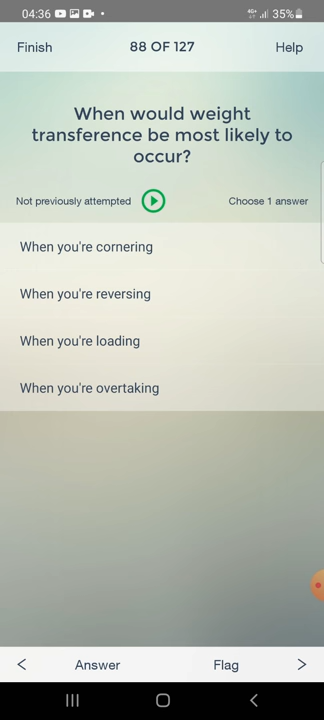 04:36 4G+ 35%
Finish 88 OF 127 Help
When would weight
transference be most likely to
occur?
Not previously attempted Choose 1 answer
When you're cornering
When you're reversing
When you're loading
When you're overtaking
< Answer Flag >